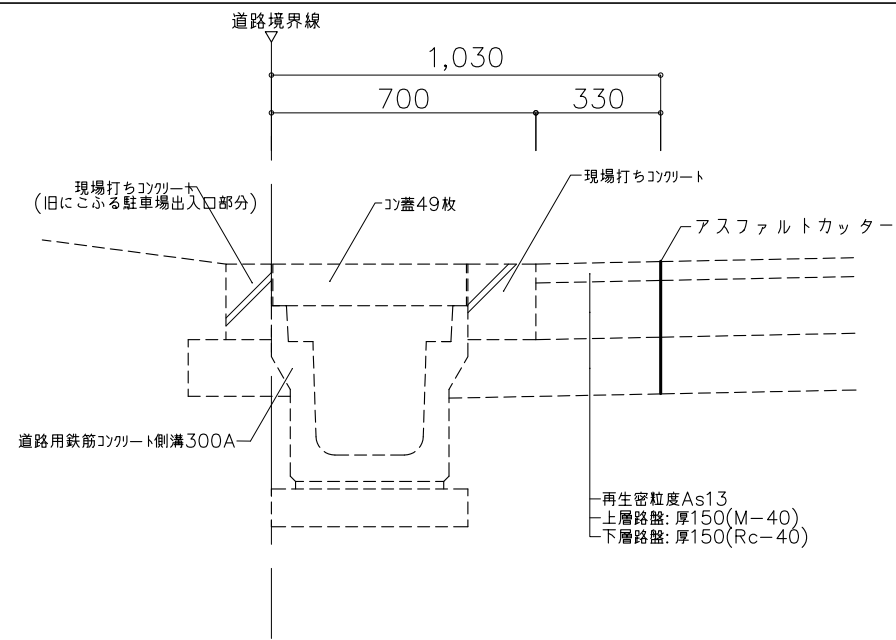 道路境界線
1,030
700
330
現場打ちコンクリート
(旧にこふる駐車場出入口部分)
コン蓋49枚
現場打ちコンクリート
アスファルトカッター
道路用鉄筋コンクリート側溝300A
再生密粒度As13
上層路盤:厚150(M-40)
下層路盤:厚150(Rc-40)